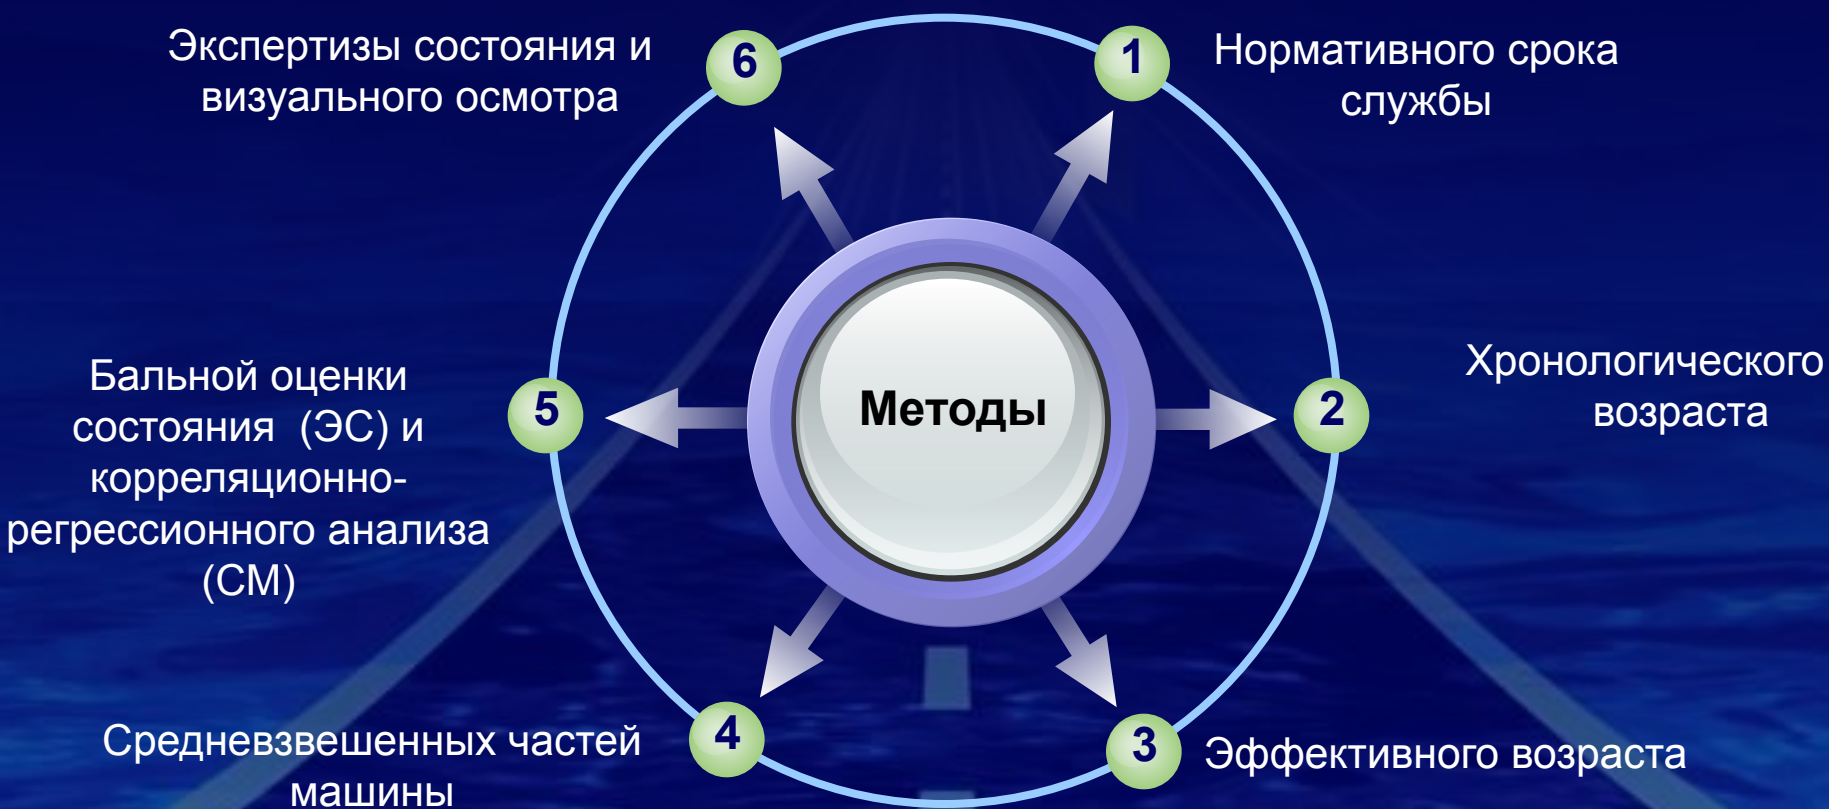 Методы
1
Нормативного срока
службы
2
Хронологического
возраста
3
Эффективного возраста
4
Средневзвешенных частей
машины
5
Бальной оценки
состояния (ЭС) и
корреляционно-
регрессионного анализа
(СМ)
6
Экспертизы состояния и
визуального осмотра